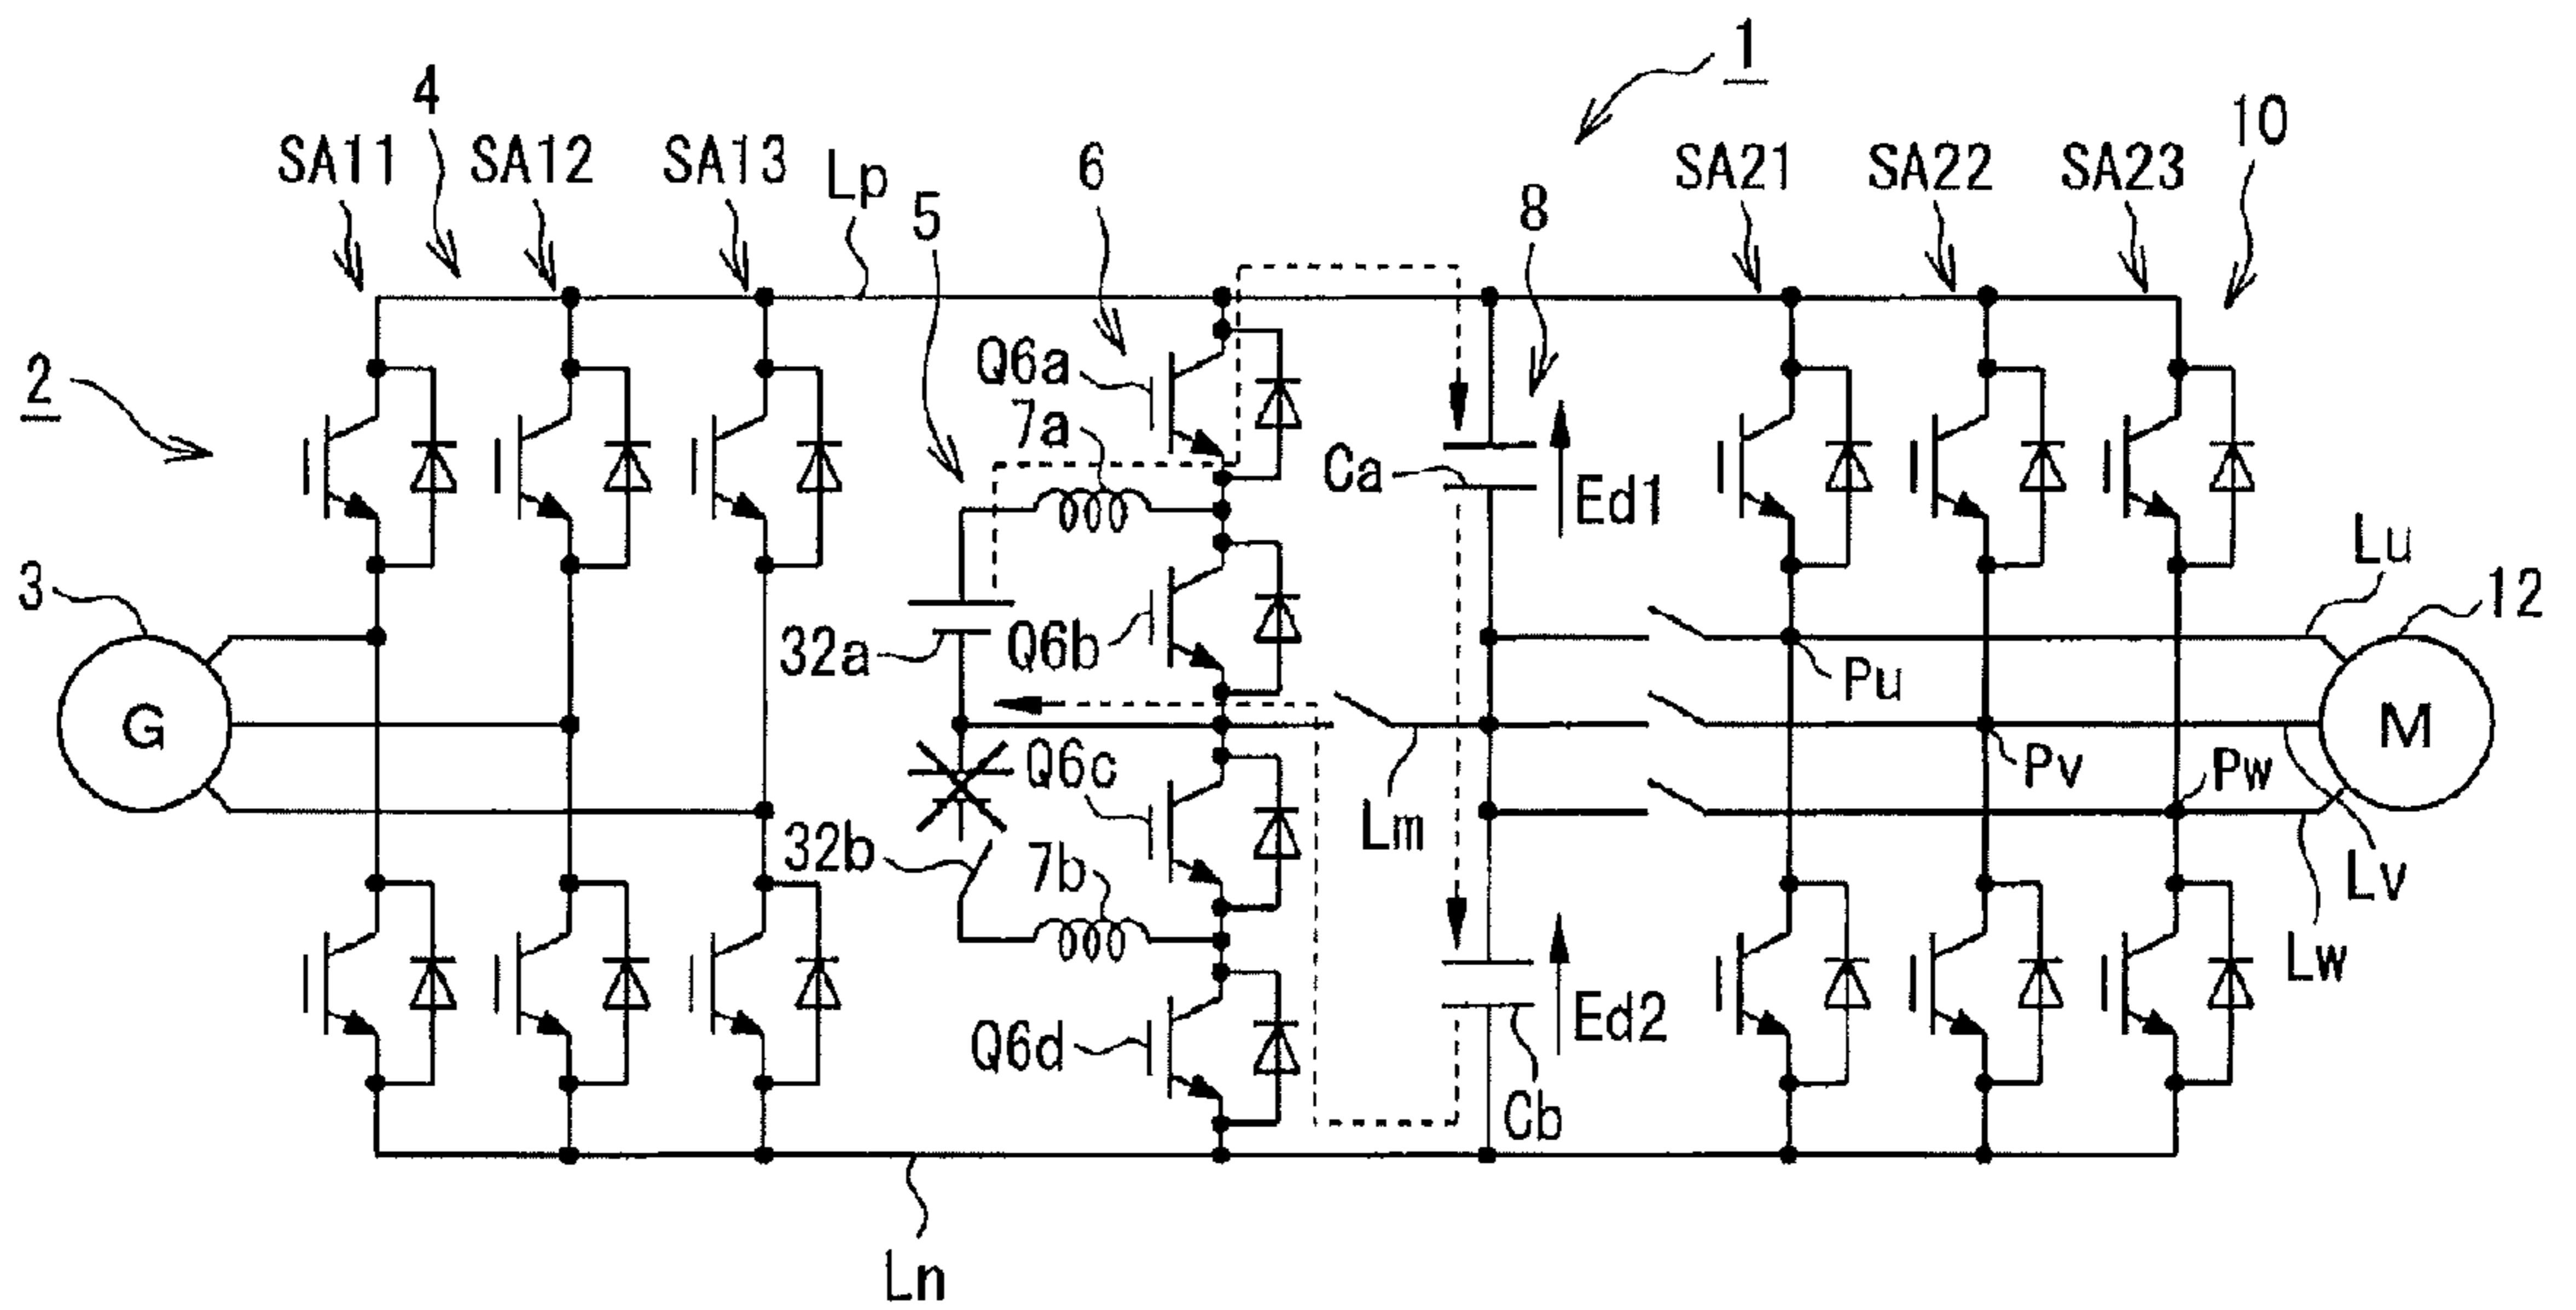 1
4
10
SA11
SA12
SA13
Lp
5
6
8
SA21
SA22
SA23
2
Q6a
7a
Ca
Ed1
Lu
3
12
32a
Q6b
Pu
G
M
Q6c
Pv
Pw
Lm
32b
7b
Lv
Lw
Q6d
Ed2
Cb
Ln